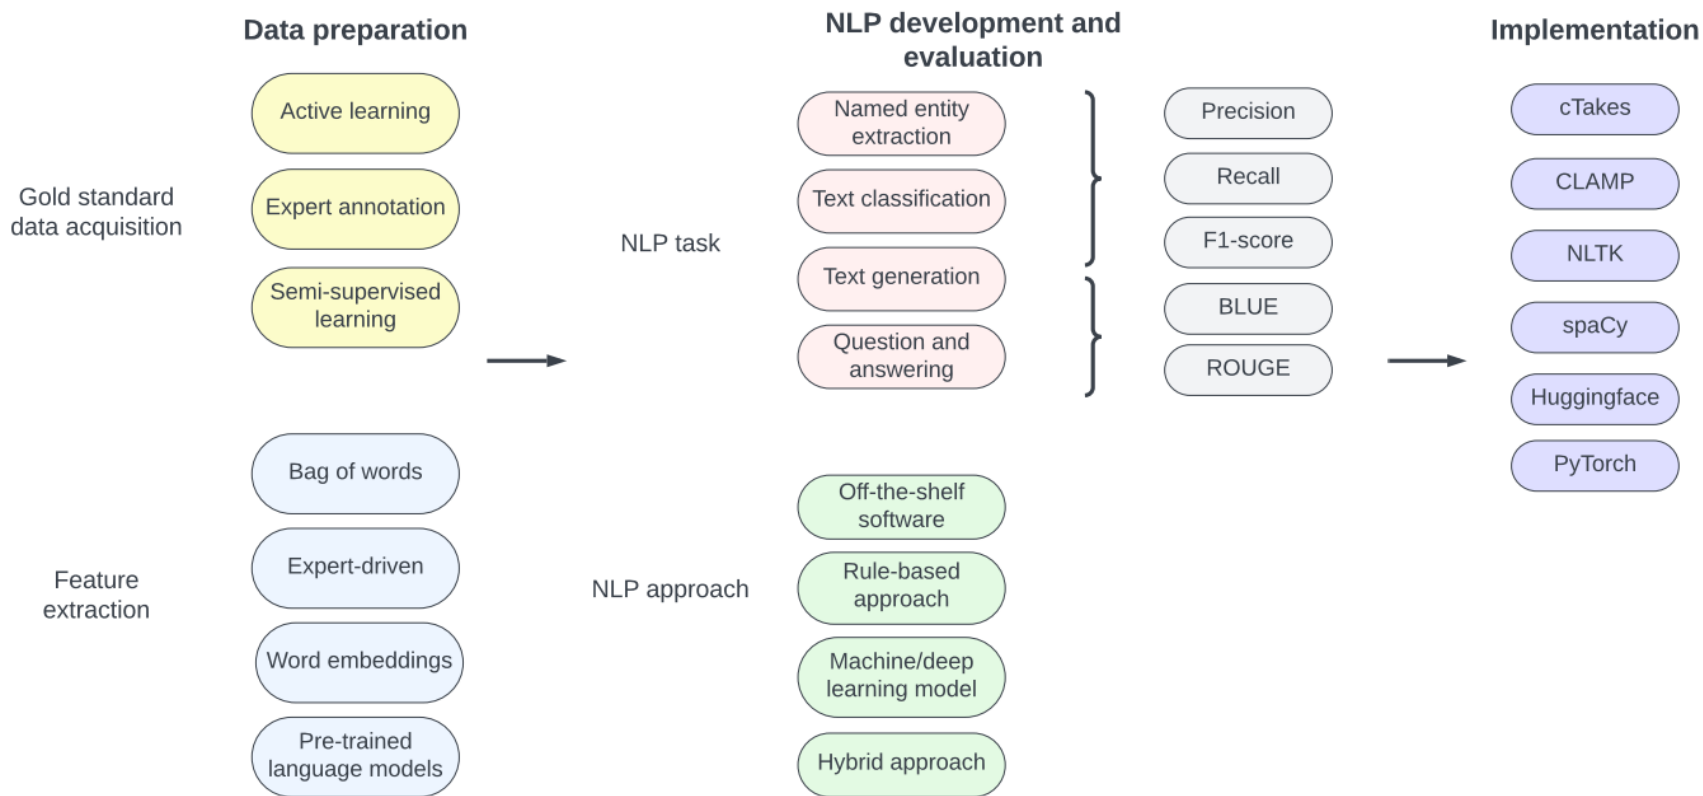 Data preparation
NLP development and
evaluation
Implementation
Gold standard
data acquisition
Active learning
Expert annotation
Semi-supervised
learning
Feature
extraction
Bag of words
Expert-driven
Word embeddings
Pre-trained
language models
NLP task
Named entity
extraction
Text classification
Text generation
Question and
answering
Precision
Recall
F1-score
BLUE
ROUGE
NLP approach
Off-the-shelf
software
Rule-based
approach
Machine/deep
learning model
Hybrid approach
cTakes
CLAMP
NLTK
spaCy
Huggingface
PyTorch